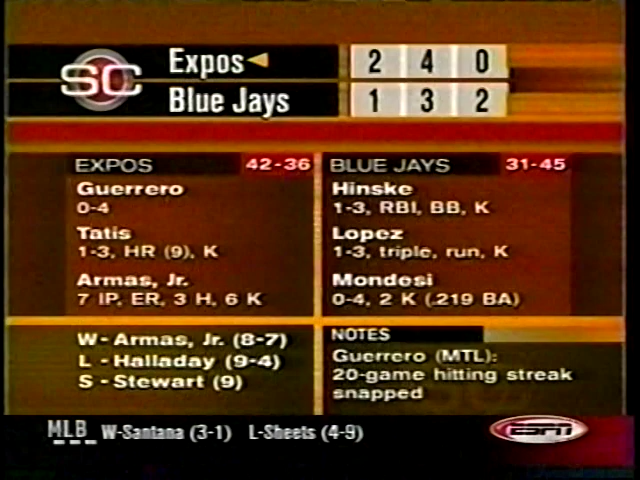 SC
Expos 2 4 0
Blue Jays 1 3 2
EXPOS 42-36
Guerrero
0-4
Tatis
1-3, HR (9), K
Armas, Jr.
7 IP, ER, 3 H, 6 K
BLUE JAYS 31-45
Hinske
1-3, RBI, BB, K
Lopez
1-3, triple, run, K
Mondesi
0-4, 2 K (.219 BA)
W - Armas, Jr. (8-7)
L - Halladay (9-4)
S - Stewart (9)
NOTES
Guerrero (MTL):
20-game hitting streak
snapped
MLB W-Santana (3-1) L-Sheets (4-9)
ESPN